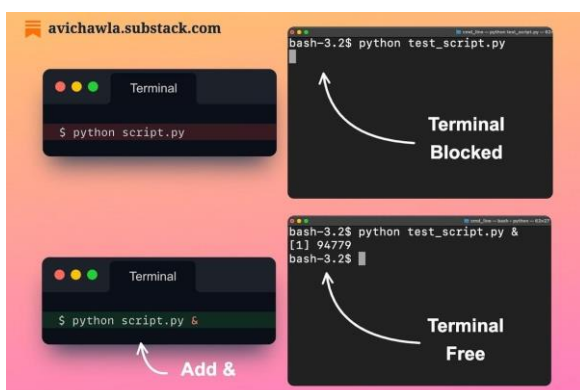 avichawla.substack.com
Terminal
$ python script.py
bash-3.2$ python test_script.py
Terminal
Blocked
Terminal
$ python script.py &
Add &
bash-3.2$ python test_script.py &
[1] 94779
bash-3.2$
Terminal
Free